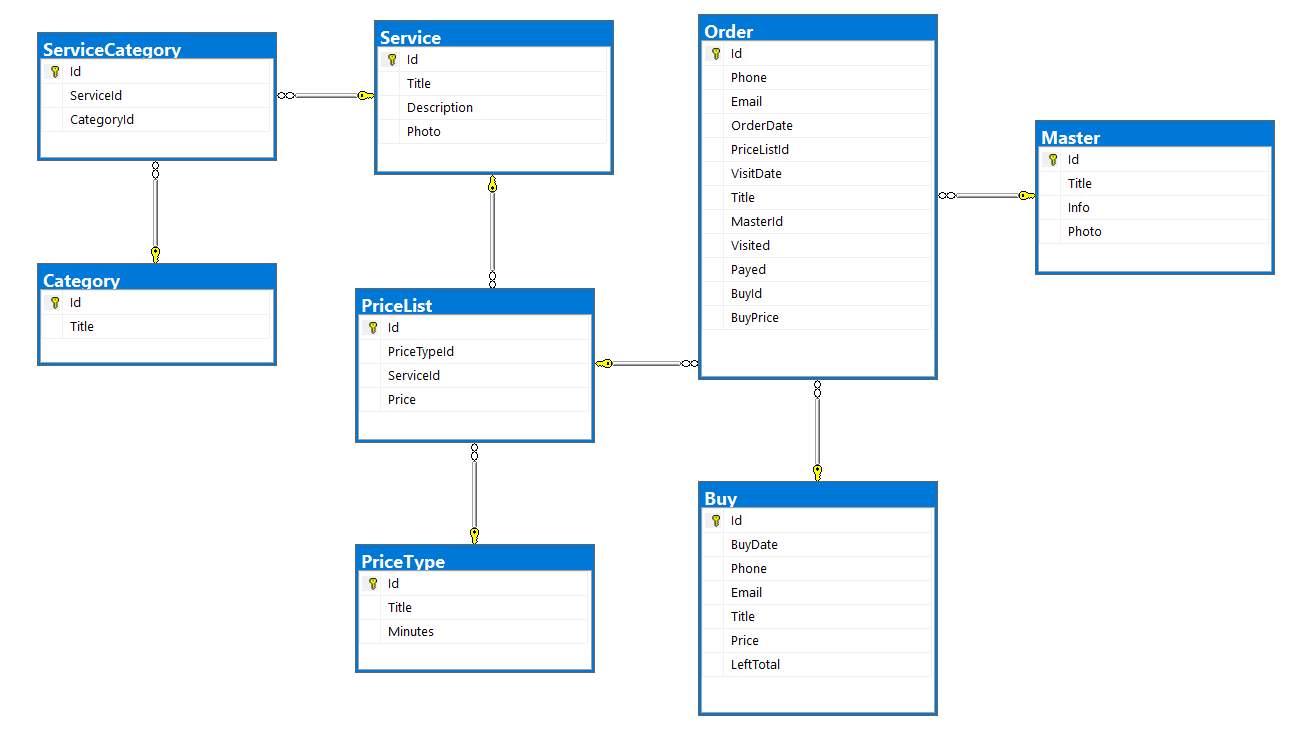 ServiceCategory
Id
ServiceId
CategoryId
Service
Id
Title
Description
Photo
Order
Id
Phone
Email
OrderDate
PriceListId
VisitDate
Title
MasterId
Visited
Payed
BuyId
BuyPrice
Master
Id
Title
Info
Photo
Category
Id
Title
PriceList
Id
PriceTypeId
ServiceId
Price
PriceType
Id
Title
Minutes
Buy
Id
BuyDate
Phone
Email
Title
Price
LeftTotal